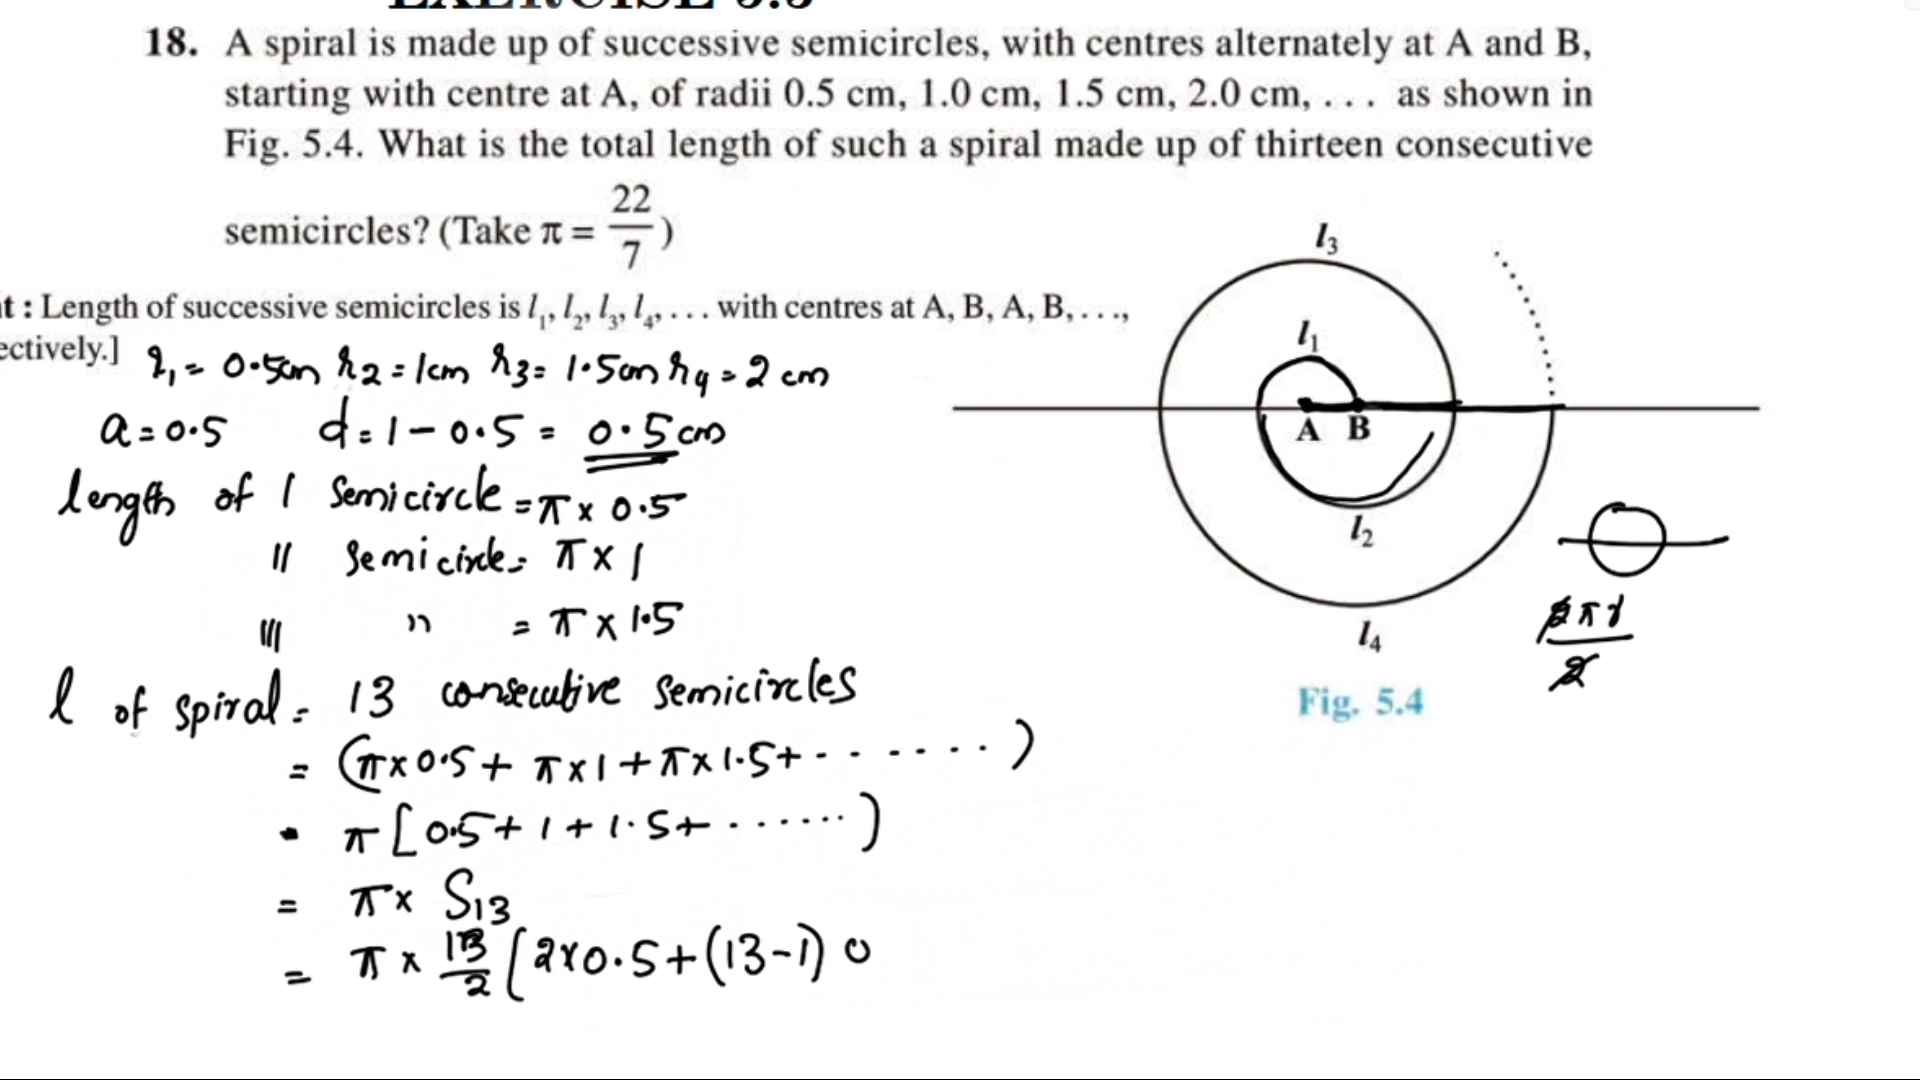 18. A spiral is made up of successive semicircles, with centres alternately at A and B,
starting with centre at A, of radii 0.5 cm, 1.0 cm, 1.5 cm, 2.0 cm, . . . as shown in
Fig. 5.4. What is the total length of such a spiral made up of thirteen consecutive
semicircles? (Take π = 22/7)
t : Length of successive semicircles is l₁, l₂, l₃, l₄, . . . with centres at A, B, A, B, . . .,
ectively.]
r₁ = 0.5cm r₂ = 1cm r₃ = 1.5cm r₄ = 2 cm
a = 0.5 d = 1 - 0.5 = 0.5 cm
length of I Semicircle = π x 0.5
II Semicircle = π x 1
III " = π x 1.5
l of spiral = 13 consecutive semicircles
= (π x 0.5 + π x 1 + π x 1.5 + - - - - - - - )
= π [0.5 + 1 + 1.5 + . . . . . . )
= π x S₁₃
= π x 13/2 [2x0.5 + (13-1) 0
l₃
l₁
A B
l₂
l₄
Fig. 5.4
2πr/2